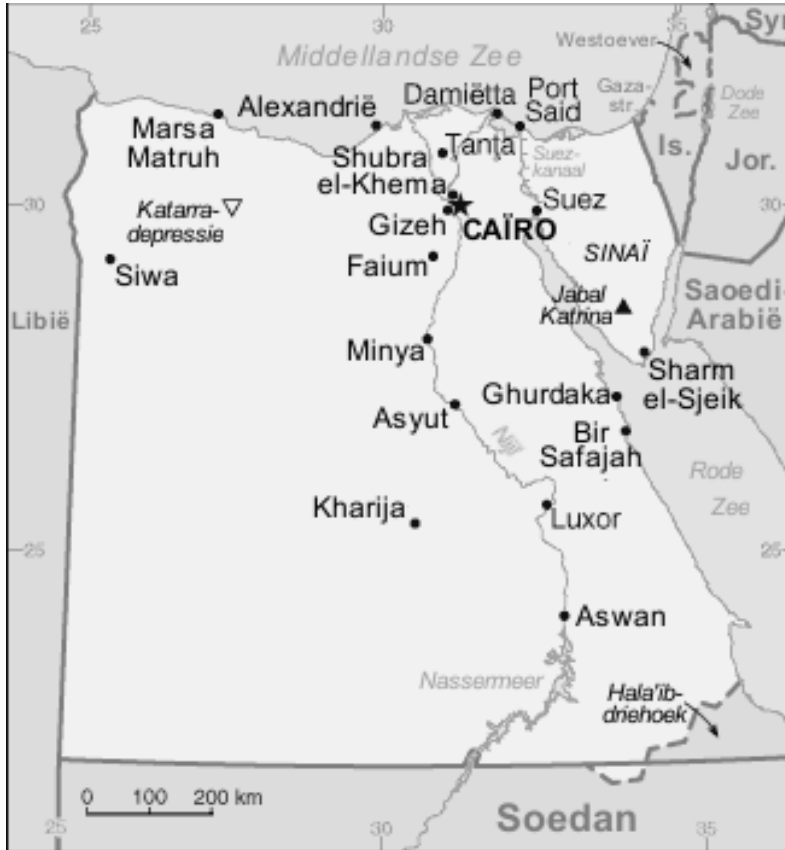 25
30
35
Syr
Middellandse Zee
Westoever
Damiëtta
Port
Said
Gaza-
str.
Dode
Zee
Alexandrië
Marsa
Matruh
Tanta
Suez-
kanaal
Is.
Jor.
Shubra
el-Khema
30
Katarra-
depressie
Gizeh
CAÏRO
Suez
30
Siwa
Faium
SINAÏ
Jabal
Katrina
Saoedi-
Arabië
Libië
Minya
Sharm
el-Sjeik
Ghurdaka
Asyut
Nijl
Bir
Safajah
Rode
Zee
Kharija
Luxor
25
25
Aswan
Nassermeer
Hala'ib-
driehoek
0 100 200 km
Soedan
25
30
35